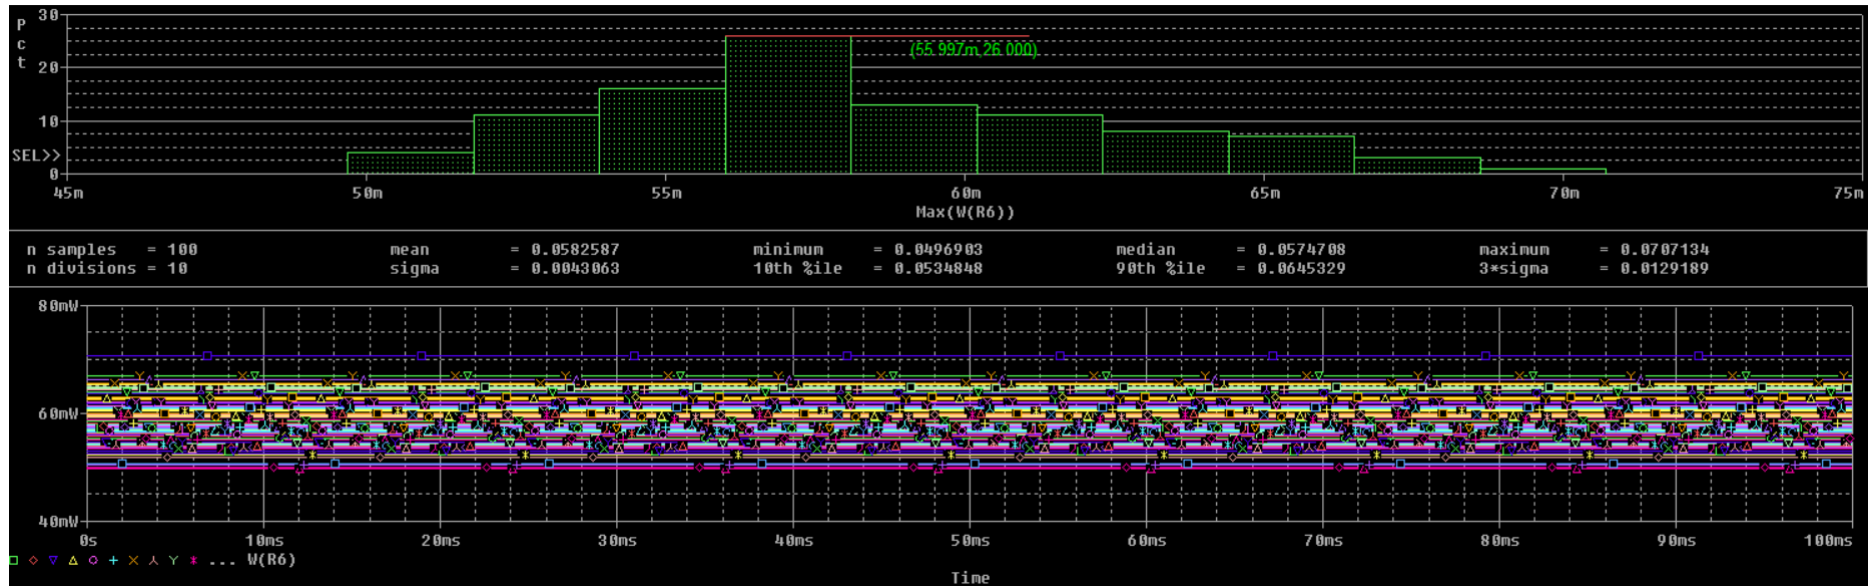 Pct
30
20
10
0
SEL>>
(55.997m,26.000)
45m 50m 55m 60m 65m 70m 75m
Max(W(R6))
n samples = 100 mean = 0.0582587 minimum = 0.0496903 median = 0.0574708 maximum = 0.0707134
n divisions = 10 sigma = 0.0043063 10th %ile = 0.0534848 90th %ile = 0.0645329 3*sigma = 0.0129189
80mW
60mW
40mW
0s 10ms 20ms 30ms 40ms 50ms 60ms 70ms 80ms 90ms 100ms
... W(R6)
Time